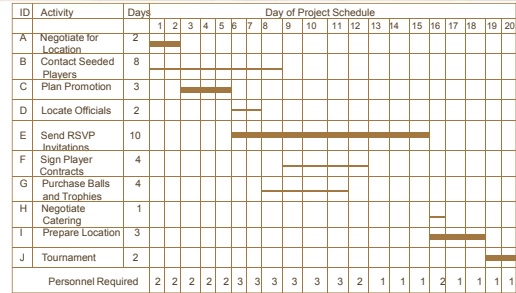 ID Activity Days Day of Project Schedule
1 2 3 4 5 6 7 8 9 10 11 12 13 14 15 16 17 18 19 20
A Negotiate for 2
Location
B Contact Seeded 8
Players
C Plan Promotion 3
D Locate Officials 2
E Send RSVP 10
Invitations
F Sign Player 4
Contracts
G Purchase Balls 4
and Trophies
H Negotiate 1
Catering
I Prepare Location 3
J Tournament 2
Personnel Required 2 2 2 2 2 3 3 3 3 3 3 2 1 1 1 2 1 1 1 1